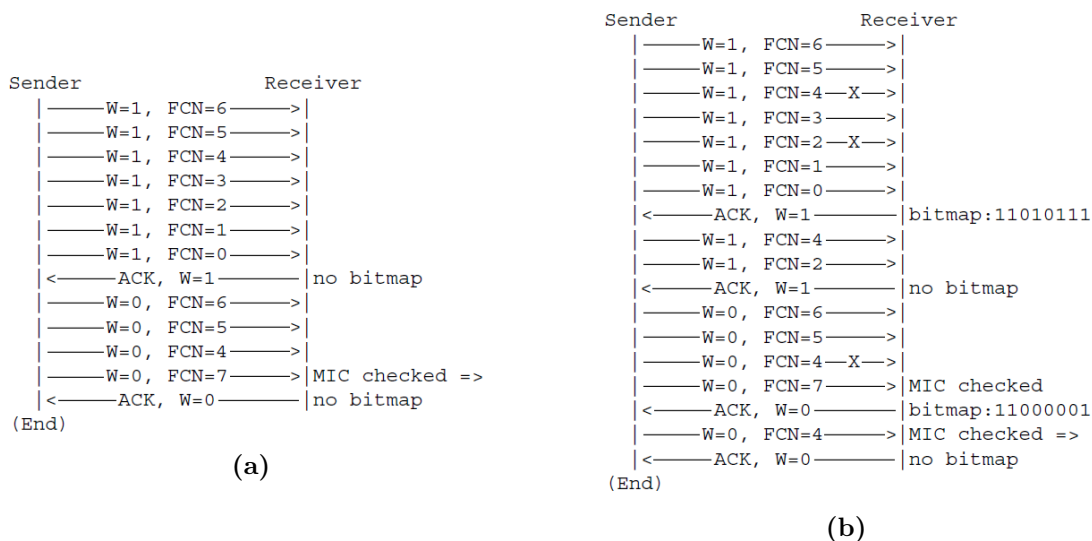 Sender Receiver
|——W=1, FCN=6——>|
|——W=1, FCN=5——>|
|——W=1, FCN=4——>|
|——W=1, FCN=3——>|
|——W=1, FCN=2——>|
|——W=1, FCN=1——>|
|——W=1, FCN=0——>|
|<——ACK, W=1——|no bitmap
|——W=0, FCN=6——>|
|——W=0, FCN=5——>|
|——W=0, FCN=4——>|
|——W=0, FCN=7——>|MIC checked =>
|<——ACK, W=0——|no bitmap
(End)
(a)
Sender Receiver
|——W=1, FCN=6——>|
|——W=1, FCN=5——>|
|——W=1, FCN=4—X—>|
|——W=1, FCN=3——>|
|——W=1, FCN=2—X—>|
|——W=1, FCN=1——>|
|——W=1, FCN=0——>|
|<——ACK, W=1——|bitmap:11010111
|——W=1, FCN=4——>|
|——W=1, FCN=2——>|
|<——ACK, W=1——|no bitmap
|——W=0, FCN=6——>|
|——W=0, FCN=5——>|
|——W=0, FCN=4—X—>|
|——W=0, FCN=7——>|MIC checked
|<——ACK, W=0——|bitmap:11000001
|——W=0, FCN=4——>|MIC checked =>
|<——ACK, W=0——|no bitmap
(End)
(b)